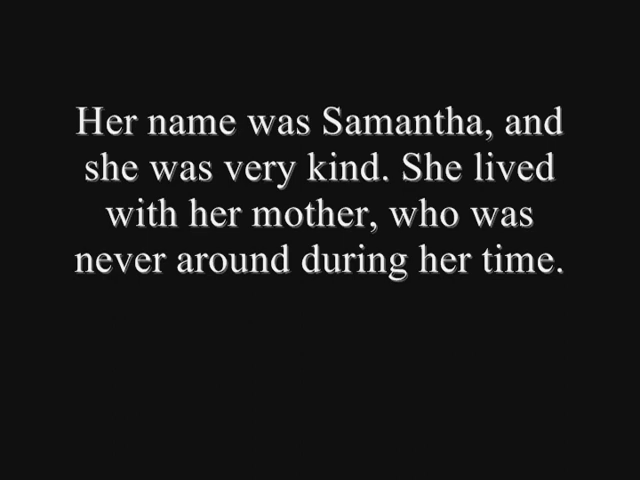 Her name was Samantha, and
she was very kind. She lived
with her mother, who was
never around during her time.